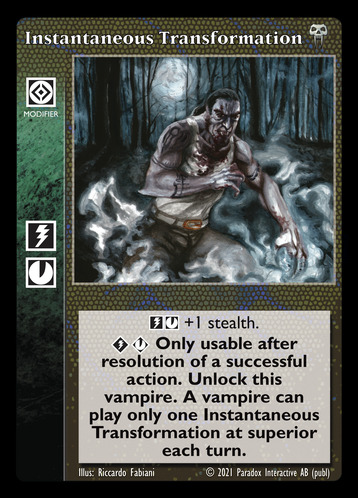 Instantaneous Transformation
MODIFIER
+1 stealth.
Only usable after
resolution of a successful
action. Unlock this
vampire. A vampire can
play only one Instantaneous
Transformation at superior
each turn.
Illus: Riccardo Fabiani © 2021 Paradox Interactive AB (publ)